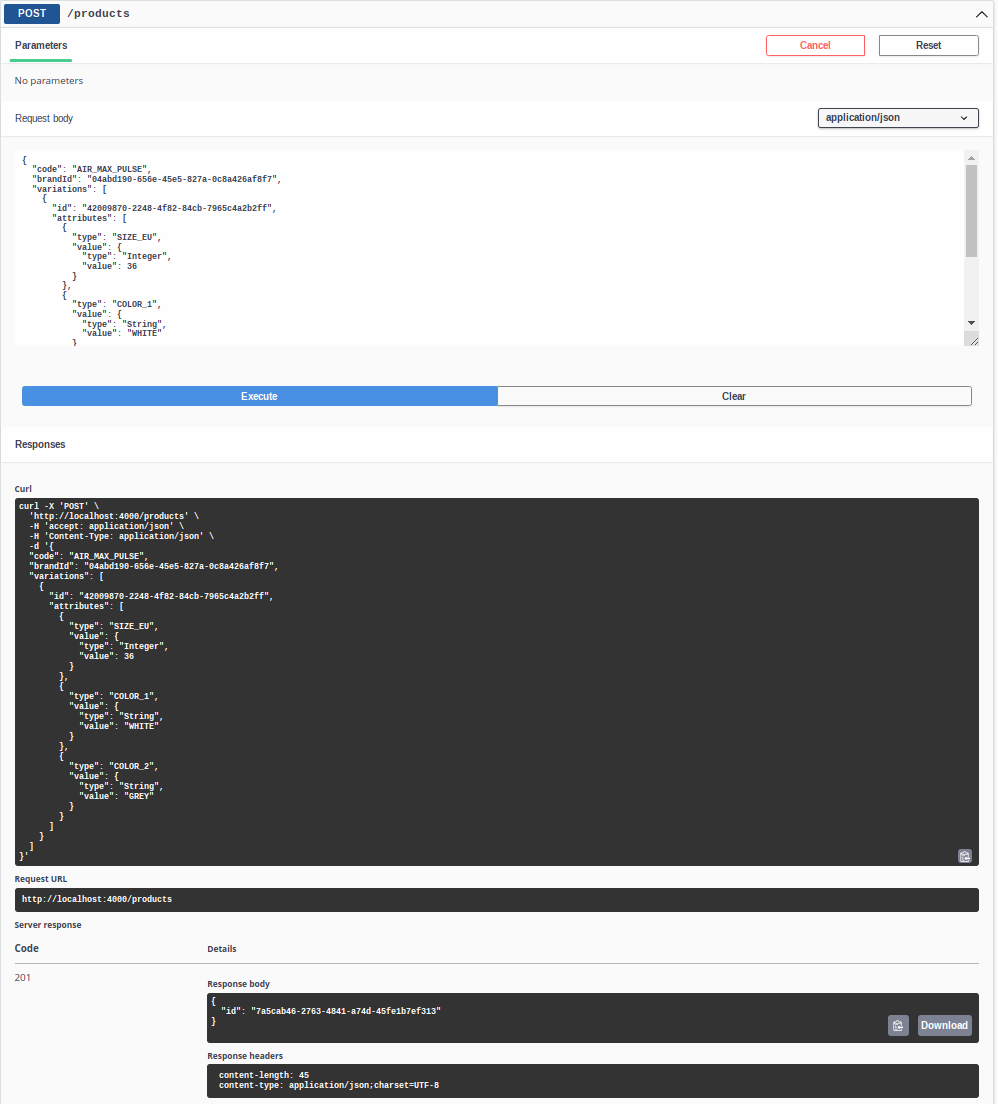 POST /products
Parameters
Cancel
Reset
No parameters
Request body
application/json
{
  "code": "AIR_MAX_PULSE",
  "brandId": "04abd190-656e-45e5-827a-0c8a426af8f7",
  "variations": [
    {
      "id": "42009870-2248-4f82-84cb-7965c4a2b2ff",
      "attributes": [
        {
          "type": "SIZE_EU",
          "value": {
            "type": "Integer",
            "value": 36
          }
        },
        {
          "type": "COLOR_1",
          "value": {
            "type": "String",
            "value": "WHITE"
          }
Execute
Clear
Responses
Curl
curl -X 'POST' \
  'http://localhost:4000/products' \
  -H 'accept: application/json' \
  -H 'Content-Type: application/json' \
  -d '{
  "code": "AIR_MAX_PULSE",
  "brandId": "04abd190-656e-45e5-827a-0c8a426af8f7",
  "variations": [
    {
      "id": "42009870-2248-4f82-84cb-7965c4a2b2ff",
      "attributes": [
        {
          "type": "SIZE_EU",
          "value": {
            "type": "Integer",
            "value": 36
          }
        },
        {
          "type": "COLOR_1",
          "value": {
            "type": "String",
            "value": "WHITE"
          }
        },
        {
          "type": "COLOR_2",
          "value": {
            "type": "String",
            "value": "GREY"
          }
        }
      ]
    }
  ]
}'
Request URL
http://localhost:4000/products
Server response
Code
Details
201
Response body
{
  "id": "7a5cab46-2763-4841-a74d-45fe1b7ef313"
}
Download
Response headers
content-length: 45
content-type: application/json;charset=UTF-8